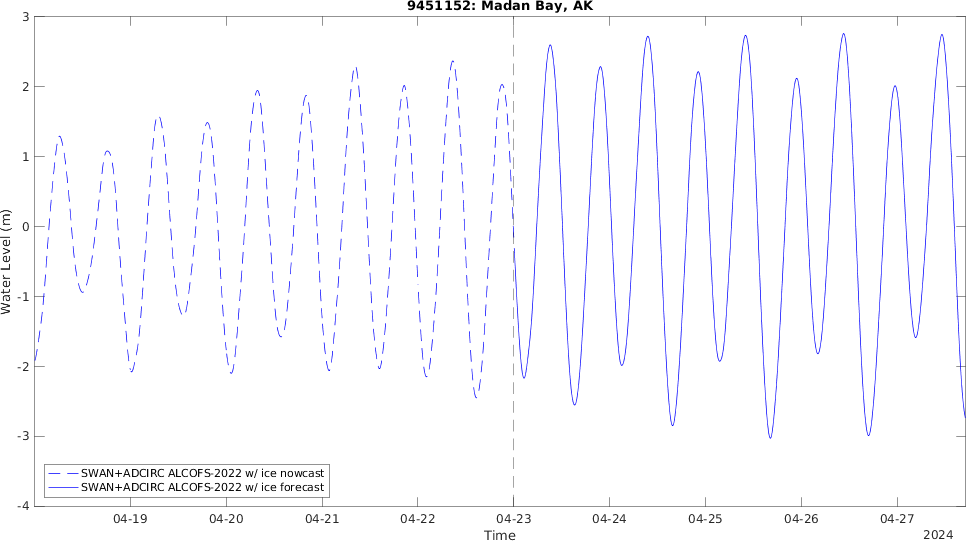 9451152: Madan Bay, AK
3
2
1
0
-1
-2
-3
-4
Water Level (m)
SWAN+ADCIRC ALCOFS-2022 w/ ice nowcast
SWAN+ADCIRC ALCOFS-2022 w/ ice forecast
04-19 04-20 04-21 04-22 04-23 04-24 04-25 04-26 04-27
Time
2024